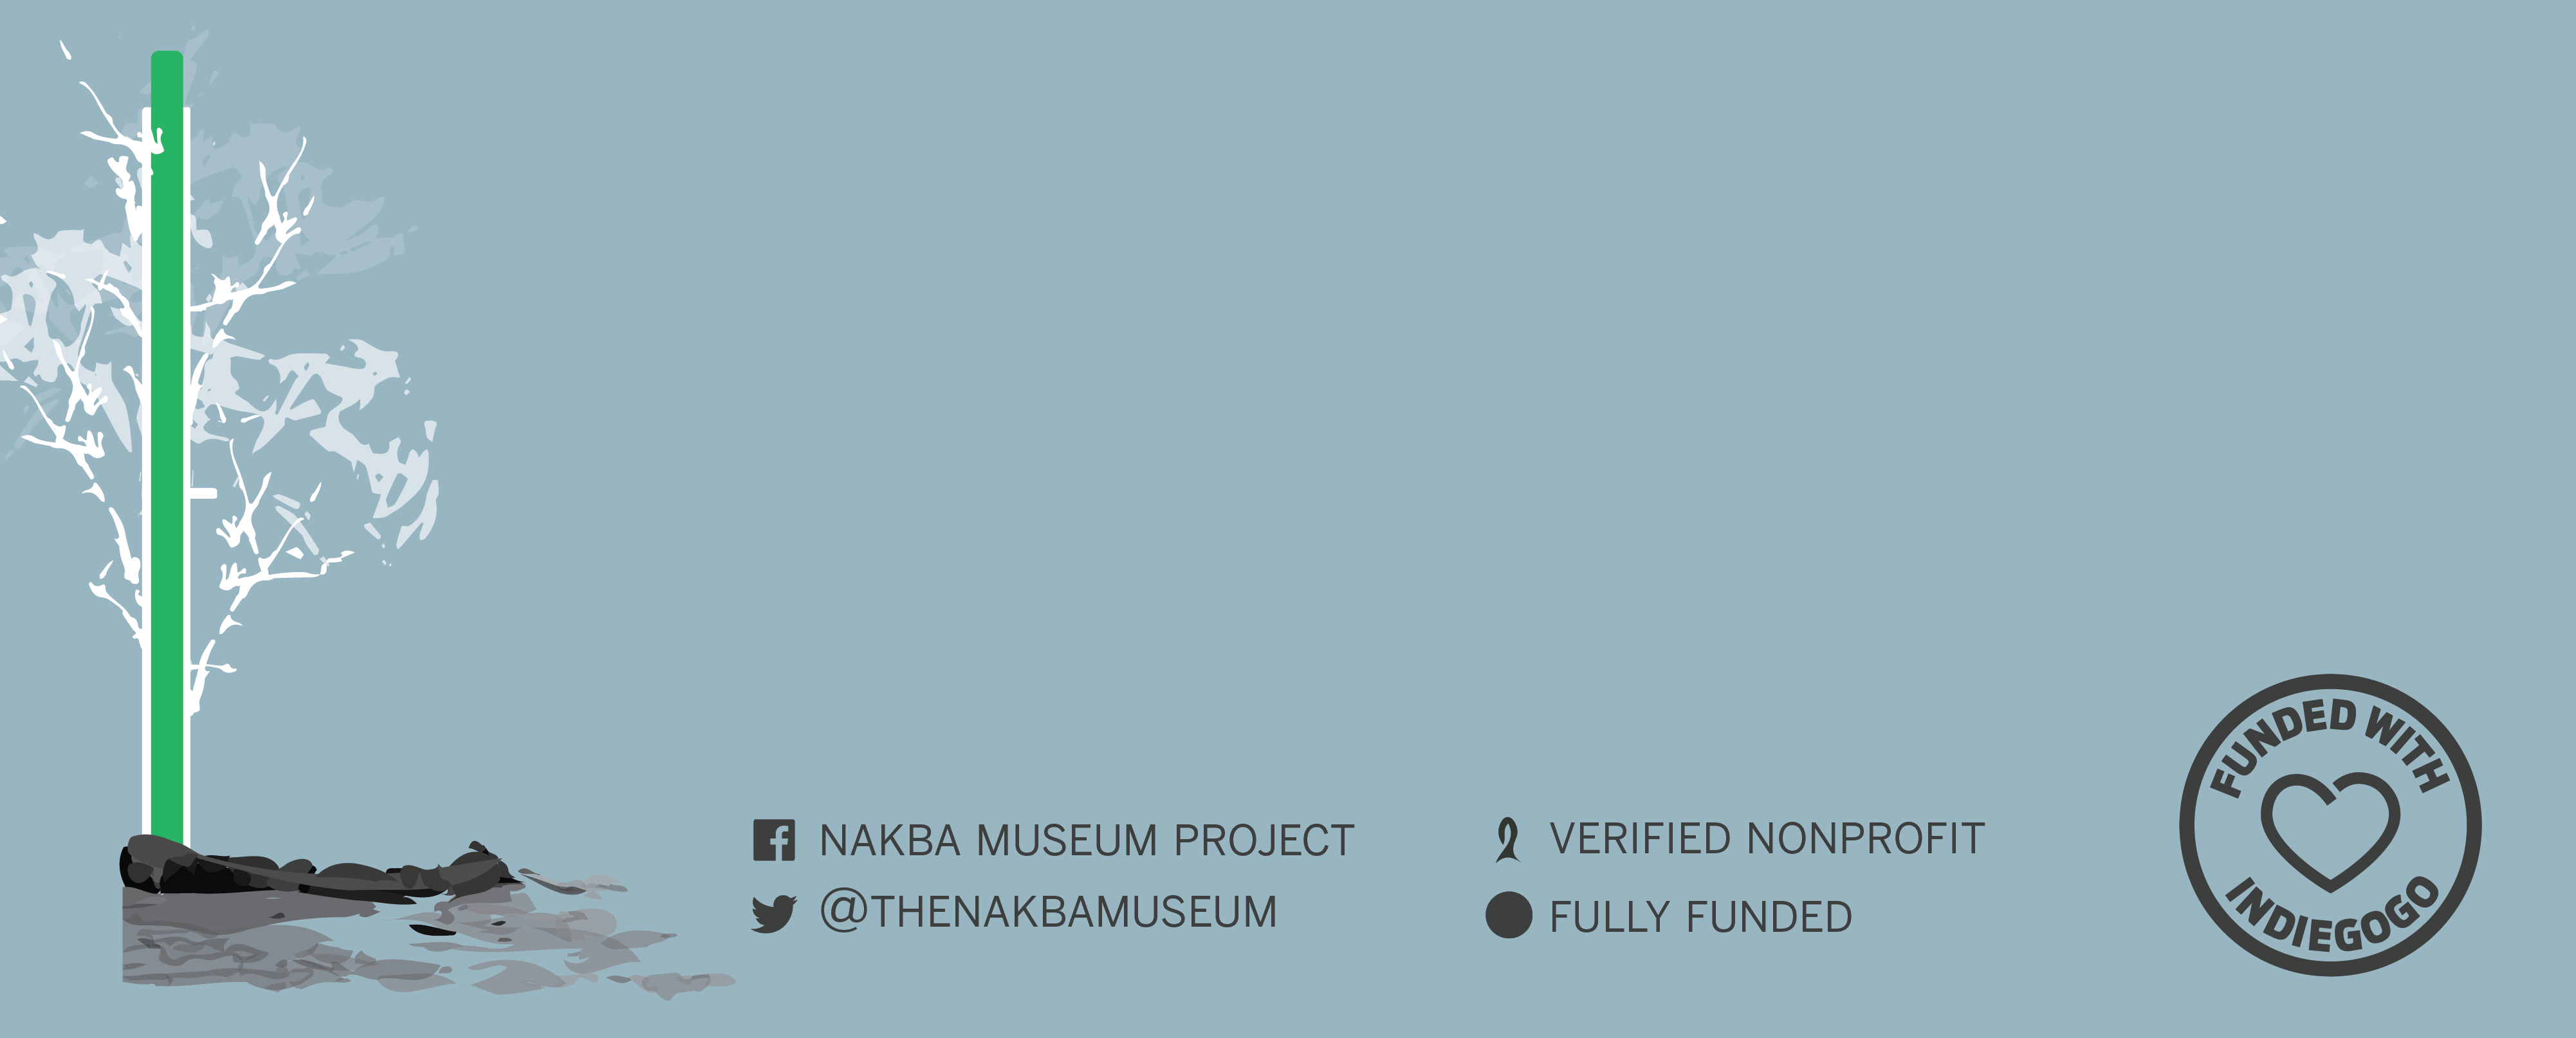 NAKBA MUSEUM PROJECT
@THENAKBAMUSEUM
VERIFIED NONPROFIT
FULLY FUNDED
FUNDED WITH
INDIEGOGO